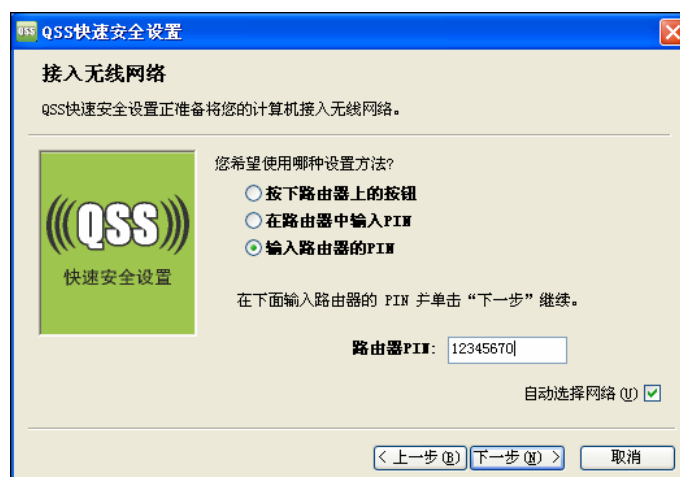 QSS QSS快速安全设置
接入无线网络
QSS快速安全设置正准备将您的计算机接入无线网络。
您希望使用哪种设置方法?
按下路由器上的按钮
在路由器中输入PIN
输入路由器的PIN
QSS
快速安全设置
在下面输入路由器的 PIN 并单击“下一步”继续。
路由器PIN: 12345670
自动选择网络(U)
< 上一步(B) 下一步(N) > 取消